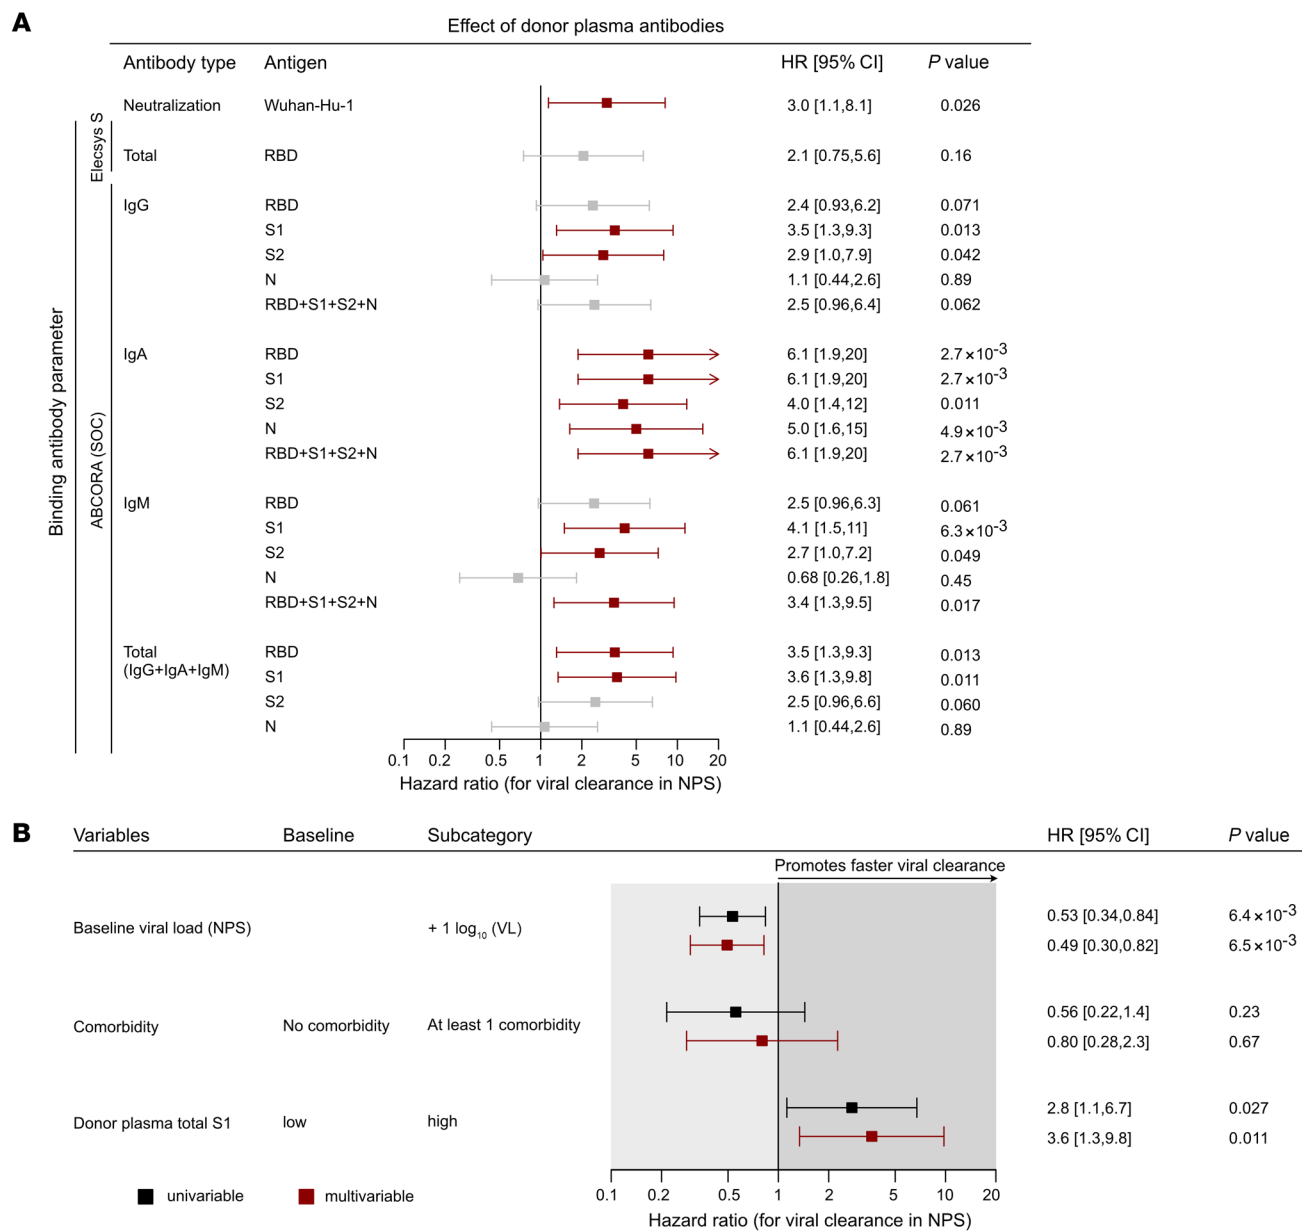 A
Effect of donor plasma antibodies
Antibody type Antigen HR [95% CI] P value
Neutralization Wuhan-Hu-1 3.0 [1.1,8.1] 0.026
Binding antibody parameter
Elecsys S
Total RBD 2.1 [0.75,5.6] 0.16
ABCORA (SOC)
IgG RBD 2.4 [0.93,6.2] 0.071
S1 3.5 [1.3,9.3] 0.013
S2 2.9 [1.0,7.9] 0.042
N 1.1 [0.44,2.6] 0.89
RBD+S1+S2+N 2.5 [0.96,6.4] 0.062
IgA RBD 6.1 [1.9,20] 2.7×10⁻³
S1 6.1 [1.9,20] 2.7×10⁻³
S2 4.0 [1.4,12] 0.011
N 5.0 [1.6,15] 4.9×10⁻³
RBD+S1+S2+N 6.1 [1.9,20] 2.7×10⁻³
IgM RBD 2.5 [0.96,6.3] 0.061
S1 4.1 [1.5,11] 6.3×10⁻³
S2 2.7 [1.0,7.2] 0.049
N 0.68 [0.26,1.8] 0.45
RBD+S1+S2+N 3.4 [1.3,9.5] 0.017
Total RBD 3.5 [1.3,9.3] 0.013
(IgG+IgA+IgM)
S1 3.6 [1.3,9.8] 0.011
S2 2.5 [0.96,6.6] 0.060
N 1.1 [0.44,2.6] 0.89
0.1 0.2 0.5 1 2 5 10 20
Hazard ratio (for viral clearance in NPS)
B
Variables Baseline Subcategory HR [95% CI] P value
Promotes faster viral clearance
Baseline viral load (NPS) + 1 log₁₀ (VL) 0.53 [0.34,0.84] 6.4×10⁻³
0.49 [0.30,0.82] 6.5×10⁻³
Comorbidity No comorbidity At least 1 comorbidity 0.56 [0.22,1.4] 0.23
0.80 [0.28,2.3] 0.67
Donor plasma total S1 low high 2.8 [1.1,6.7] 0.027
3.6 [1.3,9.8] 0.011
0.1 0.2 0.5 1 2 5 10 20
univariable multivariable
Hazard ratio (for viral clearance in NPS)